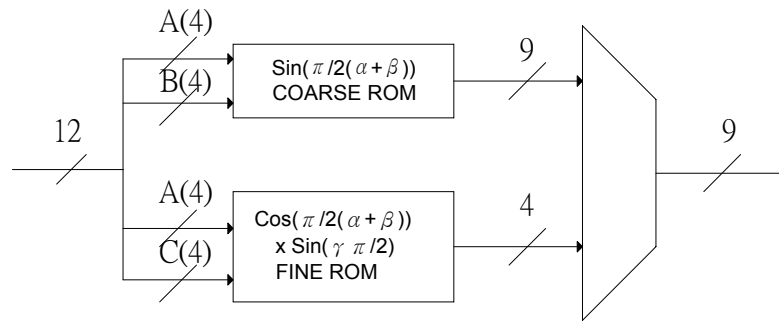 A(4)
Sin(π/2(α+β))
COARSE ROM
9
B(4)
12
9
A(4)
Cos(π/2(α+β))
x Sin(γ π/2)
FINE ROM
4
C(4)